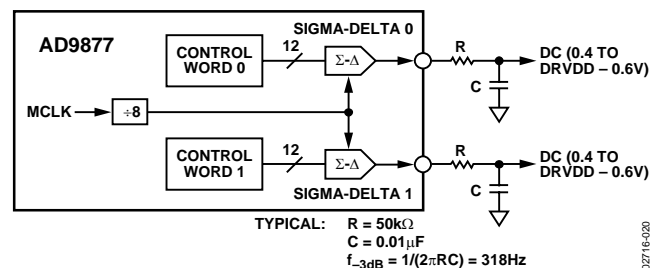 AD9877
SIGMA-DELTA 0
CONTROL
WORD 0
12
Σ-Δ
R
C
DC (0.4 TO
DRVDD – 0.6V)
MCLK
÷8
CONTROL
WORD 1
12
Σ-Δ
SIGMA-DELTA 1
R
C
DC (0.4 TO
DRVDD – 0.6V)
TYPICAL: R = 50kΩ
C = 0.01μF
f–3dB = 1/(2πRC) = 318Hz
02716-020